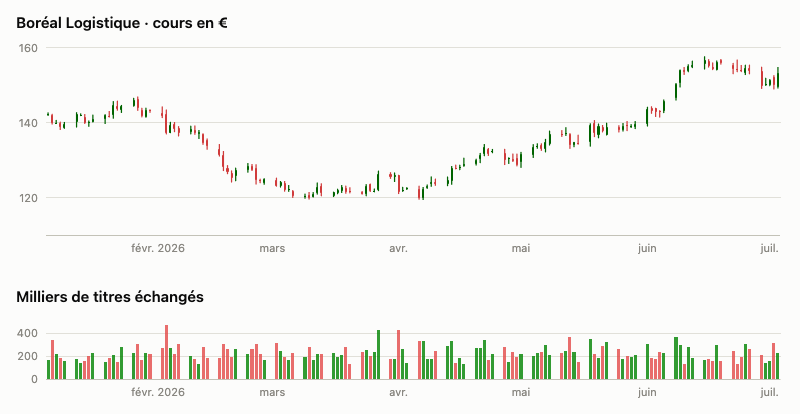 Boréal Logistique · cours en €
160
140
120
févr. 2026 mars avr. mai juin juil.
Milliers de titres échangés
400
200
0
févr. 2026 mars avr. mai juin juil.